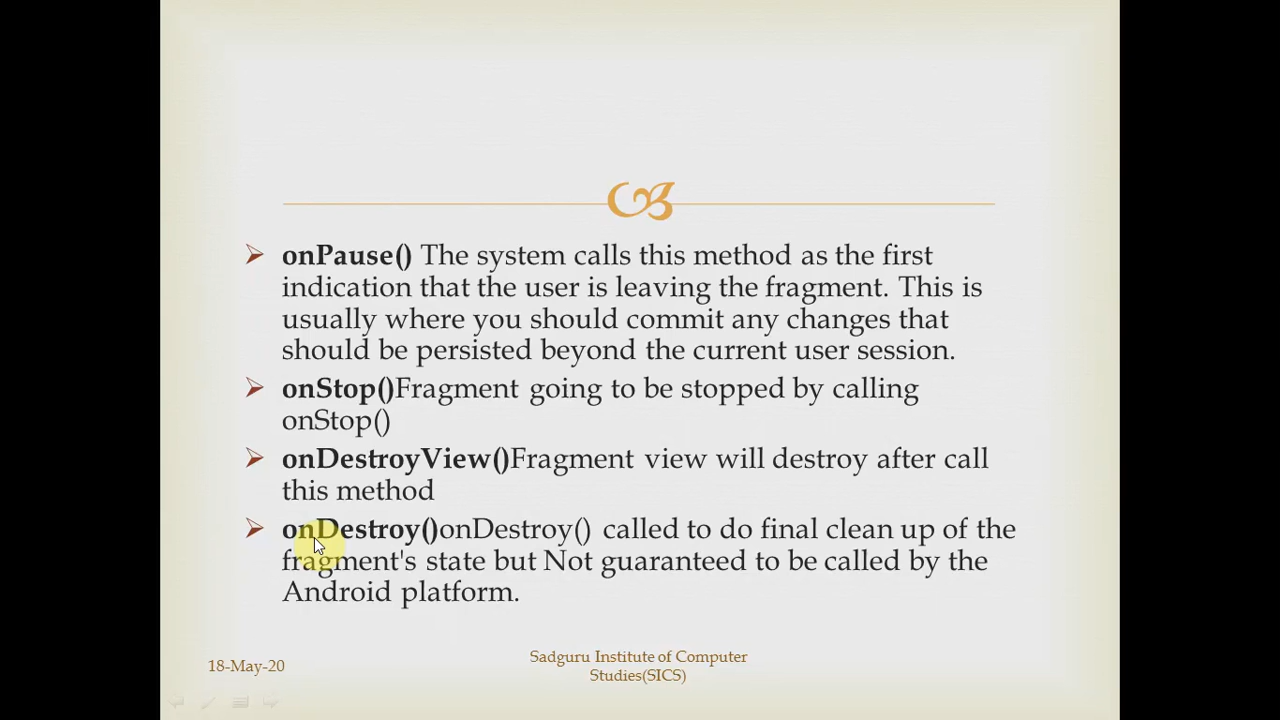 onPause() The system calls this method as the first
indication that the user is leaving the fragment. This is
usually where you should commit any changes that
should be persisted beyond the current user session.
onStop()Fragment going to be stopped by calling
onStop()
onDestroyView()Fragment view will destroy after call
this method
onDestroy()onDestroy() called to do final clean up of the
fragment's state but Not guaranteed to be called by the
Android platform.
18-May-20
Sadguru Institute of Computer
Studies(SICS)